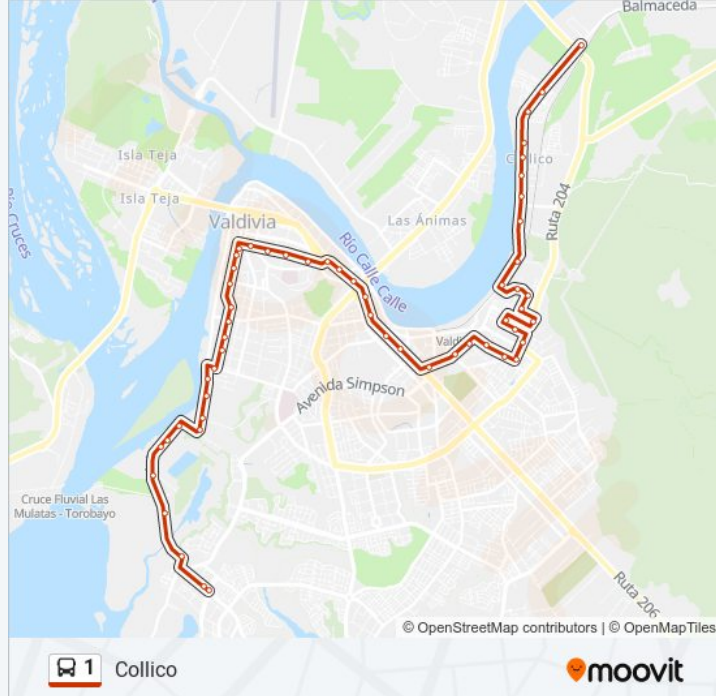 Balmaceda
Isla Teja
Collico
Isla Teja
Río Cruces
Valdivia
Las Ánimas
Ruta 204
Río Calle Calle
Avenida Simpson
Cruce Fluvial Las
Mulatas - Torobayo
Ruta 206
© OpenStreetMap contributors | © OpenMapTiles
1 Collico
moovit